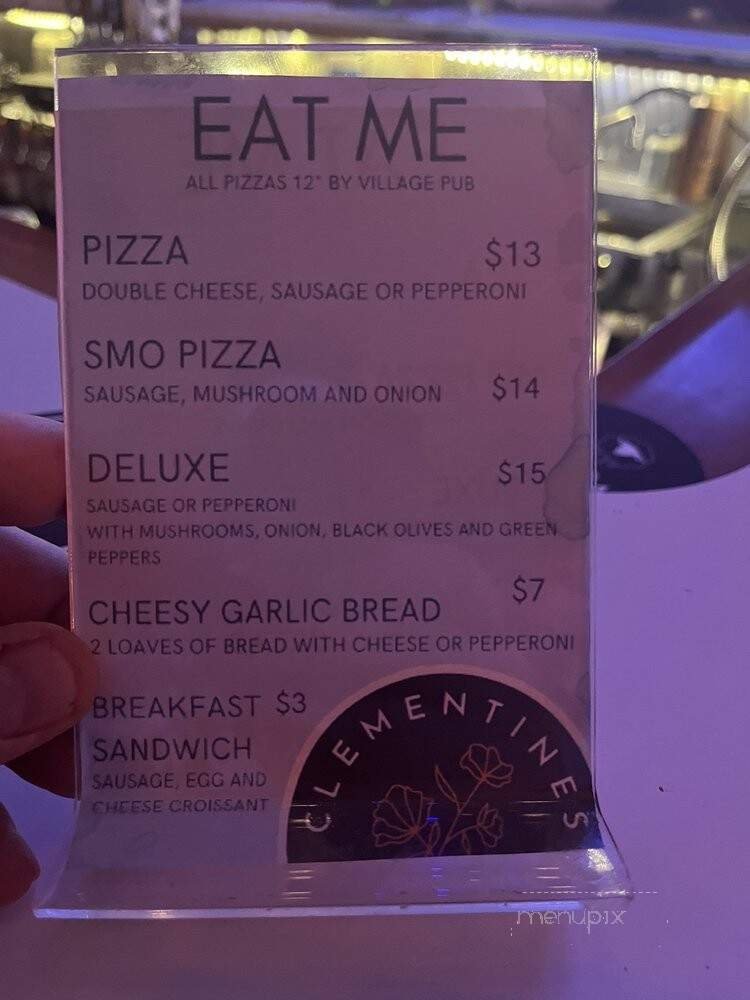 EAT ME
ALL PIZZAS 12" BY VILLAGE PUB
PIZZA $13
DOUBLE CHEESE, SAUSAGE OR PEPPERONI
SMO PIZZA
SAUSAGE, MUSHROOM AND ONION $14
DELUXE $15
SAUSAGE OR PEPPERONI
WITH MUSHROOMS, ONION, BLACK OLIVES AND GREEN
PEPPERS
$7
CHEESY GARLIC BREAD
2 LOAVES OF BREAD WITH CHEESE OR PEPPERONI
BREAKFAST $3
SANDWICH
SAUSAGE, EGG AND
CHEESE CROISSANT
CLEMENTINES
menupix